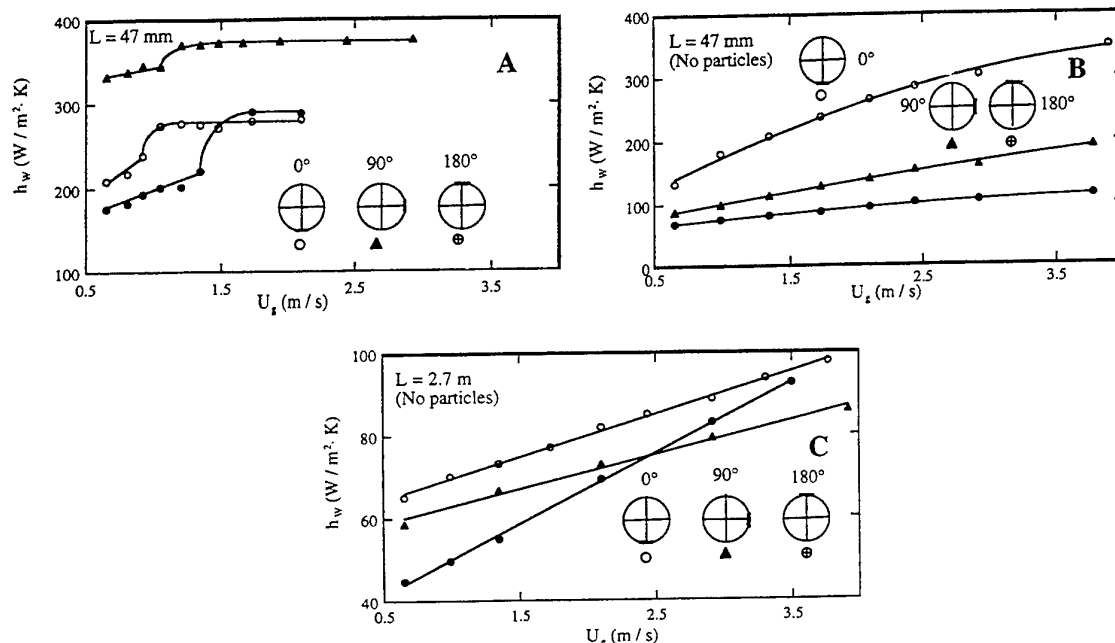 L = 47 mm
A
400
300
200
100
h_w (W / m²· K)
0° 90° 180°
0.5 1.5 2.5 3.5
U_g (m / s)
L = 47 mm
(No particles)
B
0°
90° 180°
400
300
200
100
0
h_w (W / m²· K)
0.5 1.5 2.5 3.5
U_g (m / s)
L = 2.7 m
(No particles)
C
0° 90° 180°
100
80
60
40
h_w (W / m²· K)
0.5 1.5 2.5 3.5
U_g (m / s)